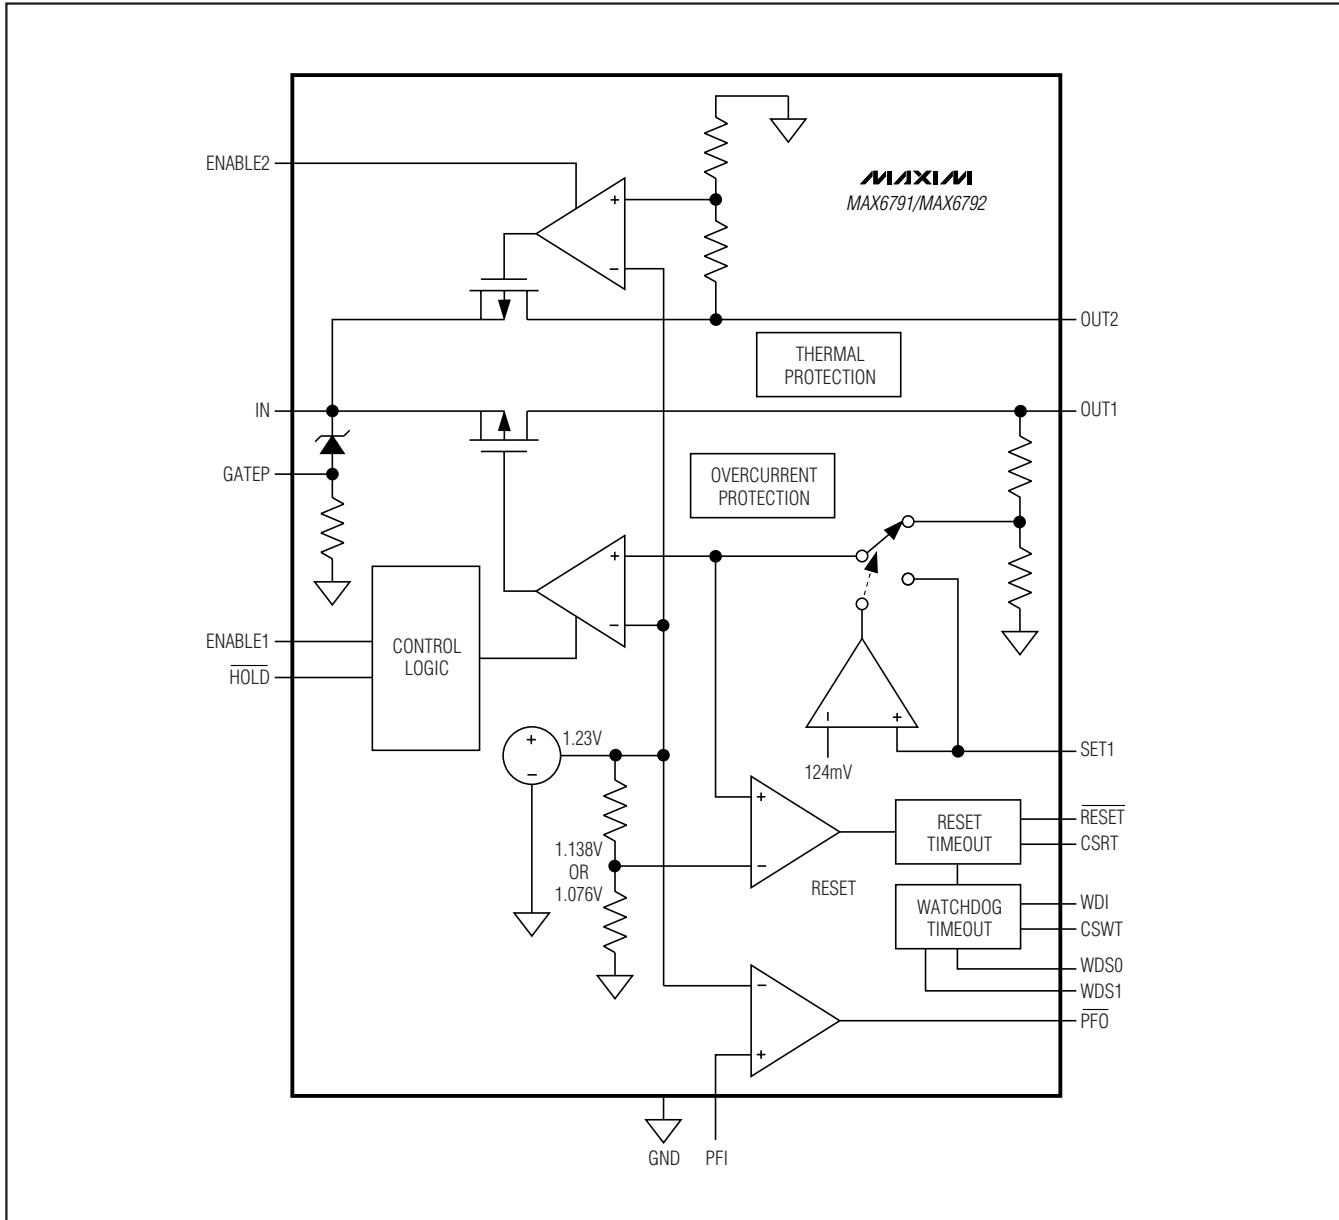 ENABLE2
+
−
MAXIM
MAX6791/MAX6792
OUT2
THERMAL
PROTECTION
IN
OUT1
GATEP
OVERCURRENT
PROTECTION
+
−
ENABLE1
HOLD
CONTROL
LOGIC
+
−
1.23V
− +
124mV
SET1
+
−
RESET
1.138V
OR
1.076V
RESET
TIMEOUT
RESET
CSRT
WATCHDOG
TIMEOUT
WDI
CSWT
WDS0
WDS1
−
+
PFO
GND
PFI